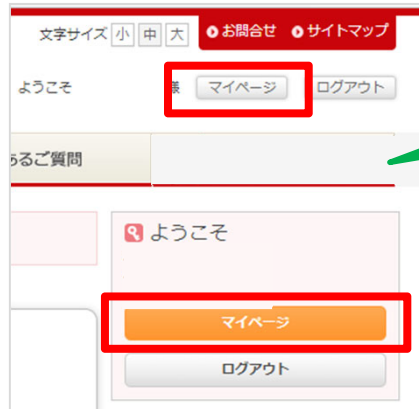 文字サイズ 小 中 大 お問合せ サイトマップ
ようこそ 様 マイページ ログアウト
あるご質問
ようこそ
マイページ
ログアウト